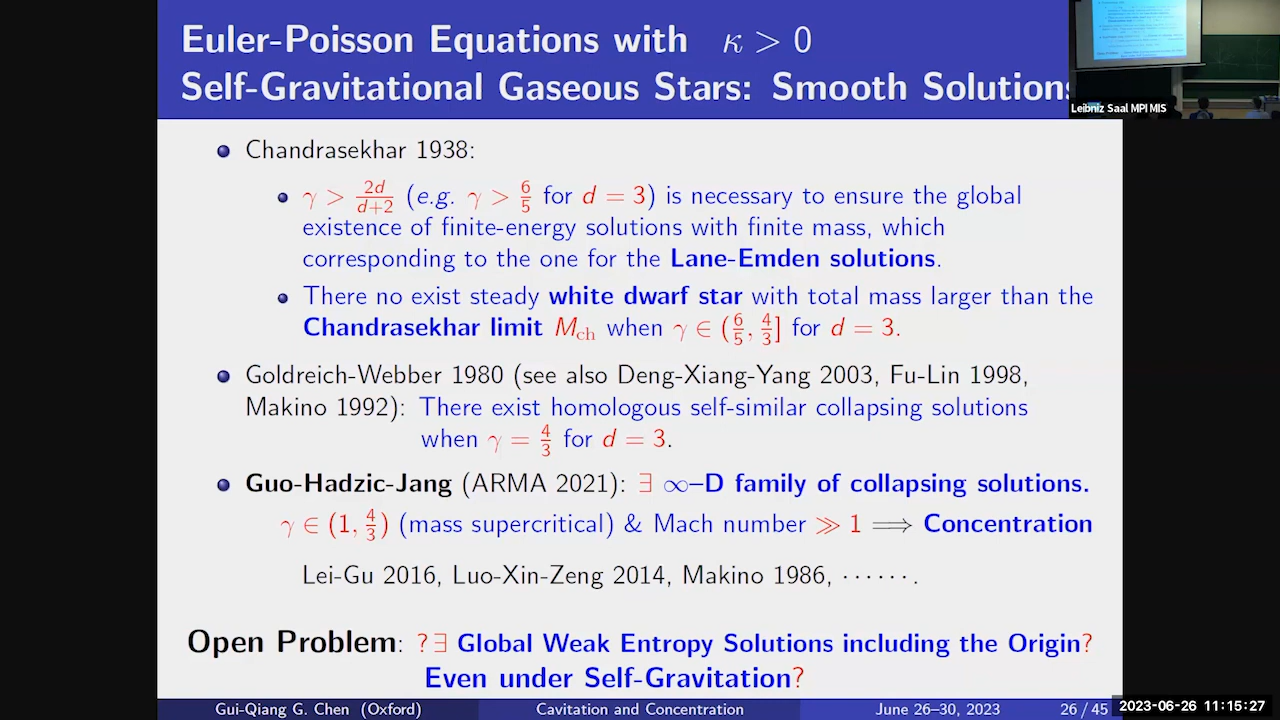 Euler-Poisson Equations with κ > 0
Self-Gravitational Gaseous Stars: Smooth Solutions
Leibniz Saal MPI MIS
Chandrasekhar 1938:
γ > 2d/(d+2) (e.g. γ > 6/5 for d = 3) is necessary to ensure the global
existence of finite-energy solutions with finite mass, which
corresponding to the one for the Lane-Emden solutions.
There no exist steady white dwarf star with total mass larger than the
Chandrasekhar limit M_ch when γ ∈ (6/5, 4/3] for d = 3.
Goldreich-Webber 1980 (see also Deng-Xiang-Yang 2003, Fu-Lin 1998,
Makino 1992): There exist homologous self-similar collapsing solutions
when γ = 4/3 for d = 3.
Guo-Hadzic-Jang (ARMA 2021): ∃ ∞–D family of collapsing solutions.
γ ∈ (1, 4/3) (mass supercritical) & Mach number ≫ 1 ⟹ Concentration
Lei-Gu 2016, Luo-Xin-Zeng 2014, Makino 1986, · · · · · · .
Open Problem: ?∃ Global Weak Entropy Solutions including the Origin?
Even under Self-Gravitation?
Gui-Qiang G. Chen (Oxford) Cavitation and Concentration June 26–30, 2023 26 / 45
2023-06-26 11:15:27